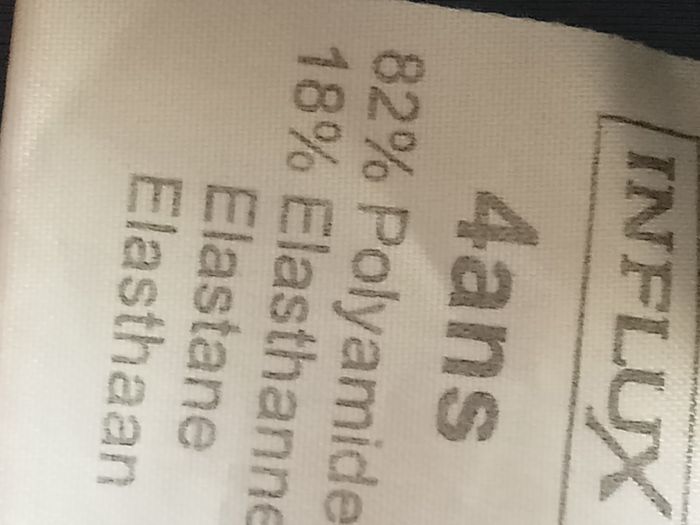 INFLUX
4ans
82% Polyamide
18% Elasthanne
Elastane
Elasthaan